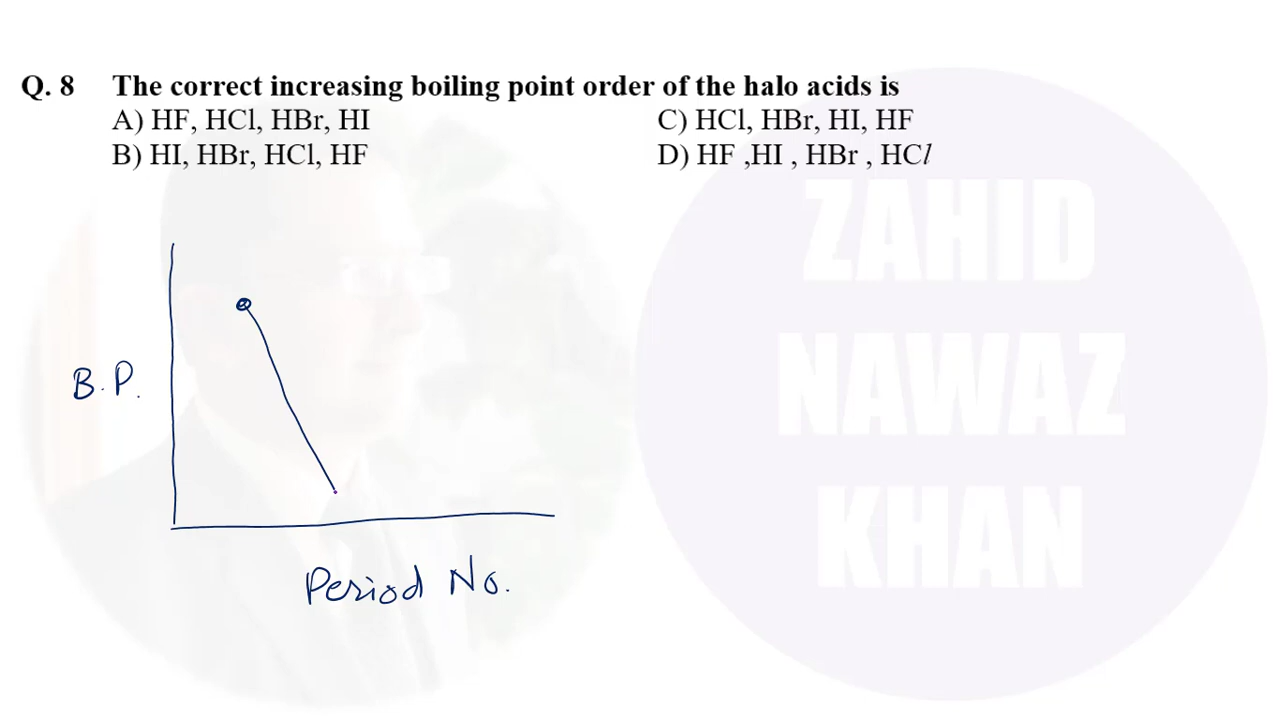 Q. 8 The correct increasing boiling point order of the halo acids is
A) HF, HCl, HBr, HI
C) HCl, HBr, HI, HF
B) HI, HBr, HCl, HF
D) HF ,HI , HBr , HCl
ZAHID
NAWAZ
KHAN
B.P.
Period No.